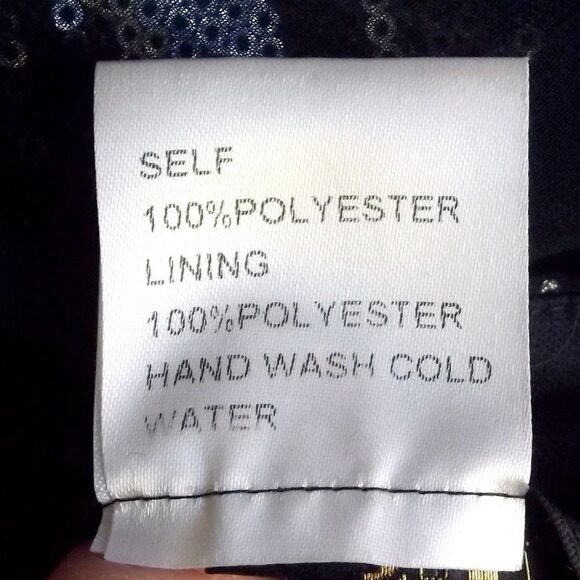 SELF
100%POLYESTER
LINING
100%POLYESTER
HAND WASH COLD
WATER